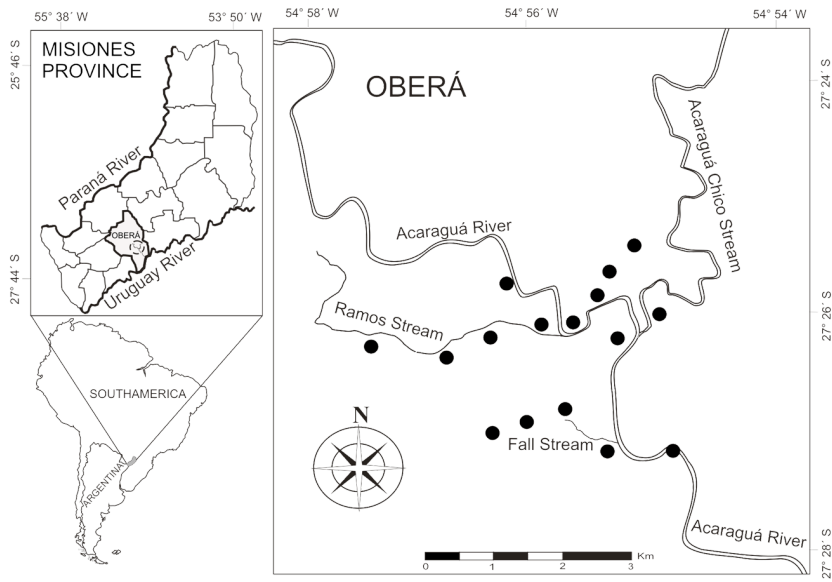 55° 38´ W
53° 50´ W
54° 58´ W
54° 56´ W
54° 54´ W
25° 46´ S
27° 44´ S
MISIONES
PROVINCE
Paraná River
OBERÁ
Uruguay River
SOUTHAMERICA
ARGENTINA
OBERÁ
Acaraguá River
Acaraguá Chico Stream
Ramos Stream
Fall Stream
Acaraguá River
N
Km
0 1 2 3
27° 24´ S
27° 26´ S
27° 28´ S